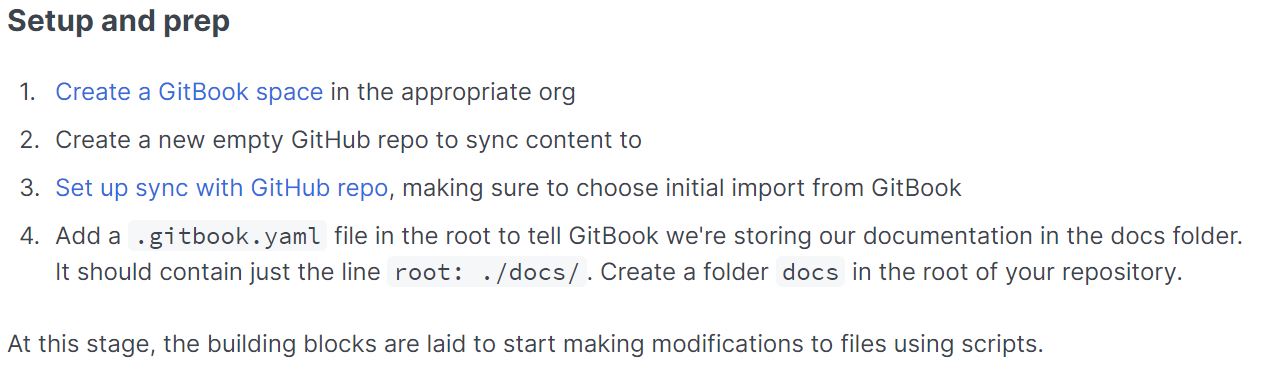 Setup and prep
1. Create a GitBook space in the appropriate org
2. Create a new empty GitHub repo to sync content to
3. Set up sync with GitHub repo, making sure to choose initial import from GitBook
4. Add a .gitbook.yaml file in the root to tell GitBook we're storing our documentation in the docs folder.
It should contain just the line root: ./docs/. Create a folder docs in the root of your repository.
At this stage, the building blocks are laid to start making modifications to files using scripts.